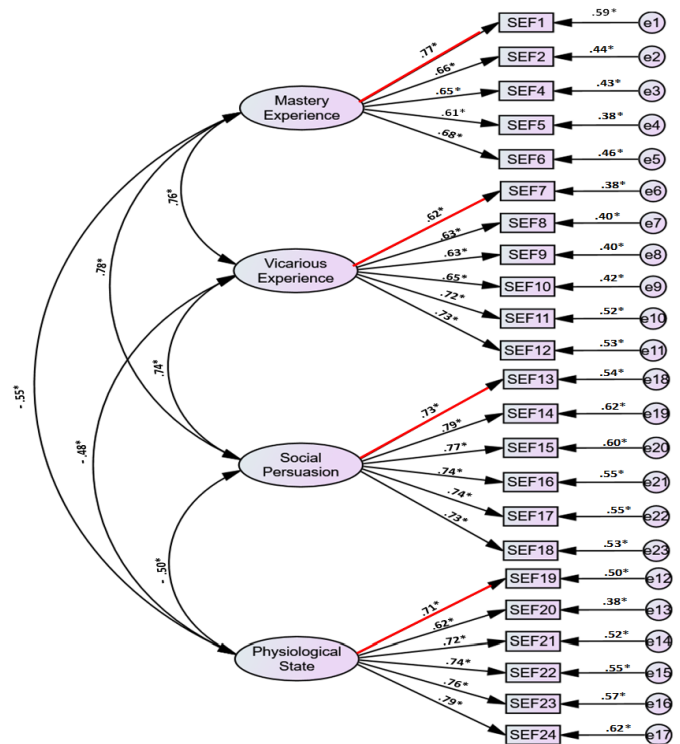 SEF1 .59* e1
.77*
SEF2 .44* e2
.66*
Mastery
Experience
.65* SEF4 .43* e3
.61* SEF5 .38* e4
.68* SEF6 .46* e5
SEF7 .38* e6
.62*
.76*
SEF8 .40* e7
.63*
Vicarious
Experience
.63* SEF9 .40* e8
.65* SEF10 .42* e9
.72* SEF11 .52* e10
.73* SEF12 .53* e11
.78*
SEF13 .54* e18
.73*
.74*
SEF14 .62* e19
.79*
-.55*
-.48*
Social
Persuasion
.77* SEF15 .60* e20
.74* SEF16 .55* e21
.74* SEF17 .55* e22
.73* SEF18 .53* e23
-.50*
SEF19 .50* e12
.71*
SEF20 .38* e13
.62*
Physiological
State
.72* SEF21 .52* e14
.74* SEF22 .55* e15
.76* SEF23 .57* e16
.79* SEF24 .62* e17